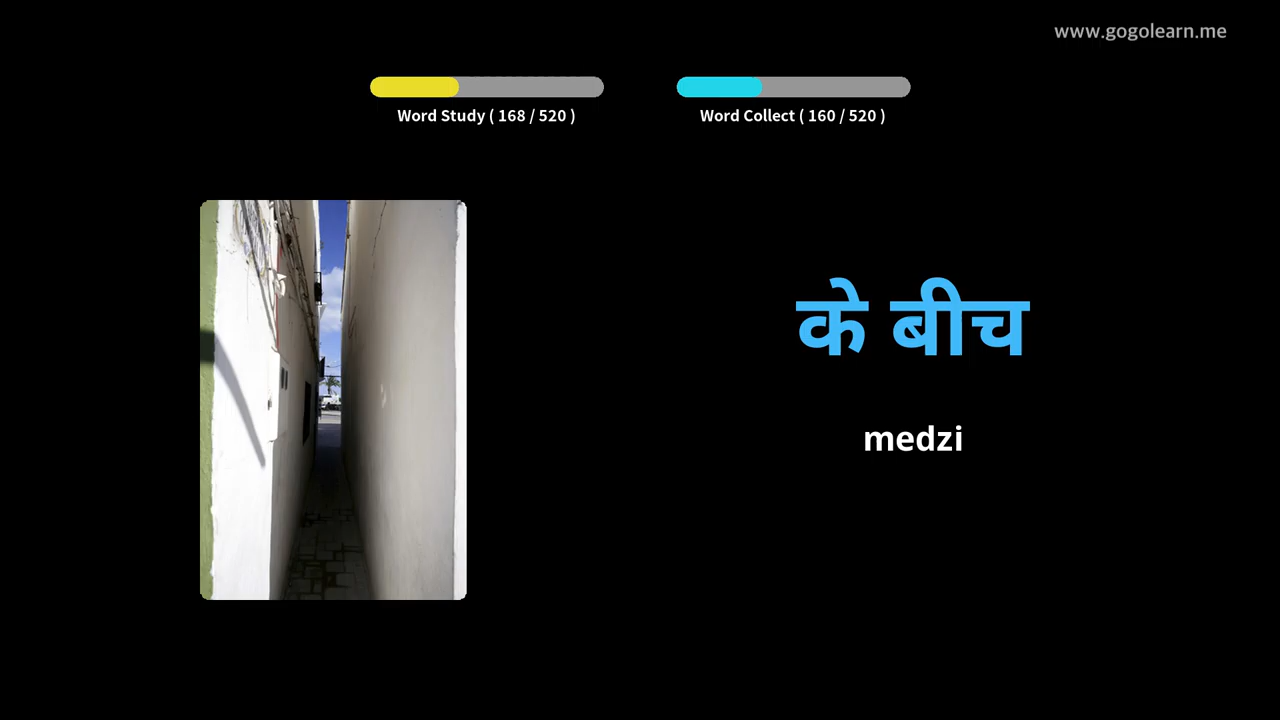 www.gogolearn.me
Word Study ( 168 / 520 )
Word Collect ( 160 / 520 )
के बीच
medzi